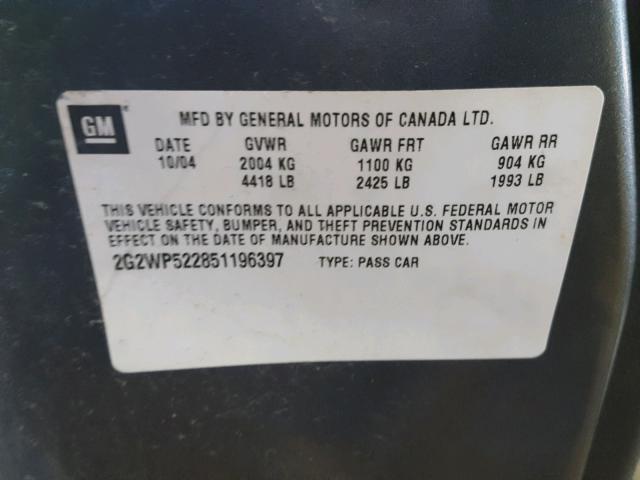 GM
MFD BY GENERAL MOTORS OF CANADA LTD.
DATE GVWR GAWR FRT GAWR RR
10/04 2004 KG 1100 KG 904 KG
4418 LB 2425 LB 1993 LB
THIS VEHICLE CONFORMS TO ALL APPLICABLE U.S. FEDERAL MOTOR
VEHICLE SAFETY, BUMPER, AND THEFT PREVENTION STANDARDS IN
EFFECT ON THE DATE OF MANUFACTURE SHOWN ABOVE.
2G2WP522851196397 TYPE: PASS CAR